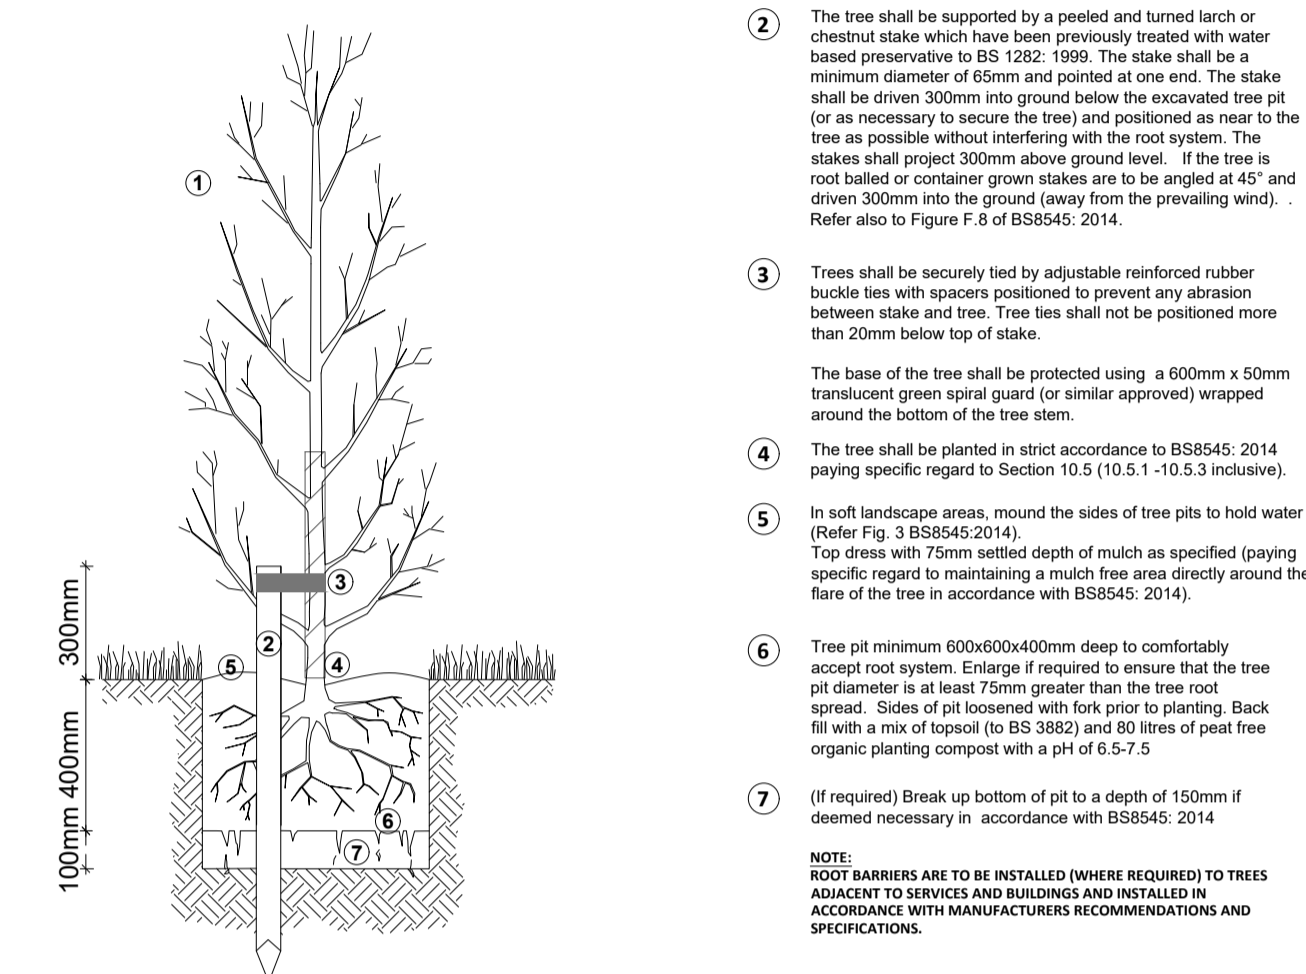 1
300mm
400mm
100mm
3
2
5
4
6
7
2
The tree shall be supported by a peeled and turned larch or
chestnut stake which have been previously treated with water
based preservative to BS 1282: 1999. The stake shall be a
minimum diameter of 65mm and pointed at one end. The stake
shall be driven 300mm into ground below the excavated tree pit
(or as necessary to secure the tree) and positioned as near to the
tree as possible without interfering with the root system. The
stakes shall project 300mm above ground level. If the tree is
root balled or container grown stakes are to be angled at 45° and
driven 300mm into the ground (away from the prevailing wind). .
Refer also to Figure F.8 of BS8545: 2014.
3
Trees shall be securely tied by adjustable reinforced rubber
buckle ties with spacers positioned to prevent any abrasion
between stake and tree. Tree ties shall not be positioned more
than 20mm below top of stake.
The base of the tree shall be protected using a 600mm x 50mm
translucent green spiral guard (or similar approved) wrapped
around the bottom of the tree stem.
4
The tree shall be planted in strict accordance to BS8545: 2014
paying specific regard to Section 10.5 (10.5.1 -10.5.3 inclusive).
5
In soft landscape areas, mound the sides of tree pits to hold water
(Refer Fig. 3 BS8545:2014).
Top dress with 75mm settled depth of mulch as specified (paying
specific regard to maintaining a mulch free area directly around the
flare of the tree in accordance with BS8545: 2014).
6
Tree pit minimum 600x600x400mm deep to comfortably
accept root system. Enlarge if required to ensure that the tree
pit diameter is at least 75mm greater than the tree root
spread. Sides of pit loosened with fork prior to planting. Back
fill with a mix of topsoil (to BS 3882) and 80 litres of peat free
organic planting compost with a pH of 6.5-7.5
7
(If required) Break up bottom of pit to a depth of 150mm if
deemed necessary in accordance with BS8545: 2014
NOTE:
ROOT BARRIERS ARE TO BE INSTALLED (WHERE REQUIRED) TO TREES
ADJACENT TO SERVICES AND BUILDINGS AND INSTALLED IN
ACCORDANCE WITH MANUFACTURERS RECOMMENDATIONS AND
SPECIFICATIONS.